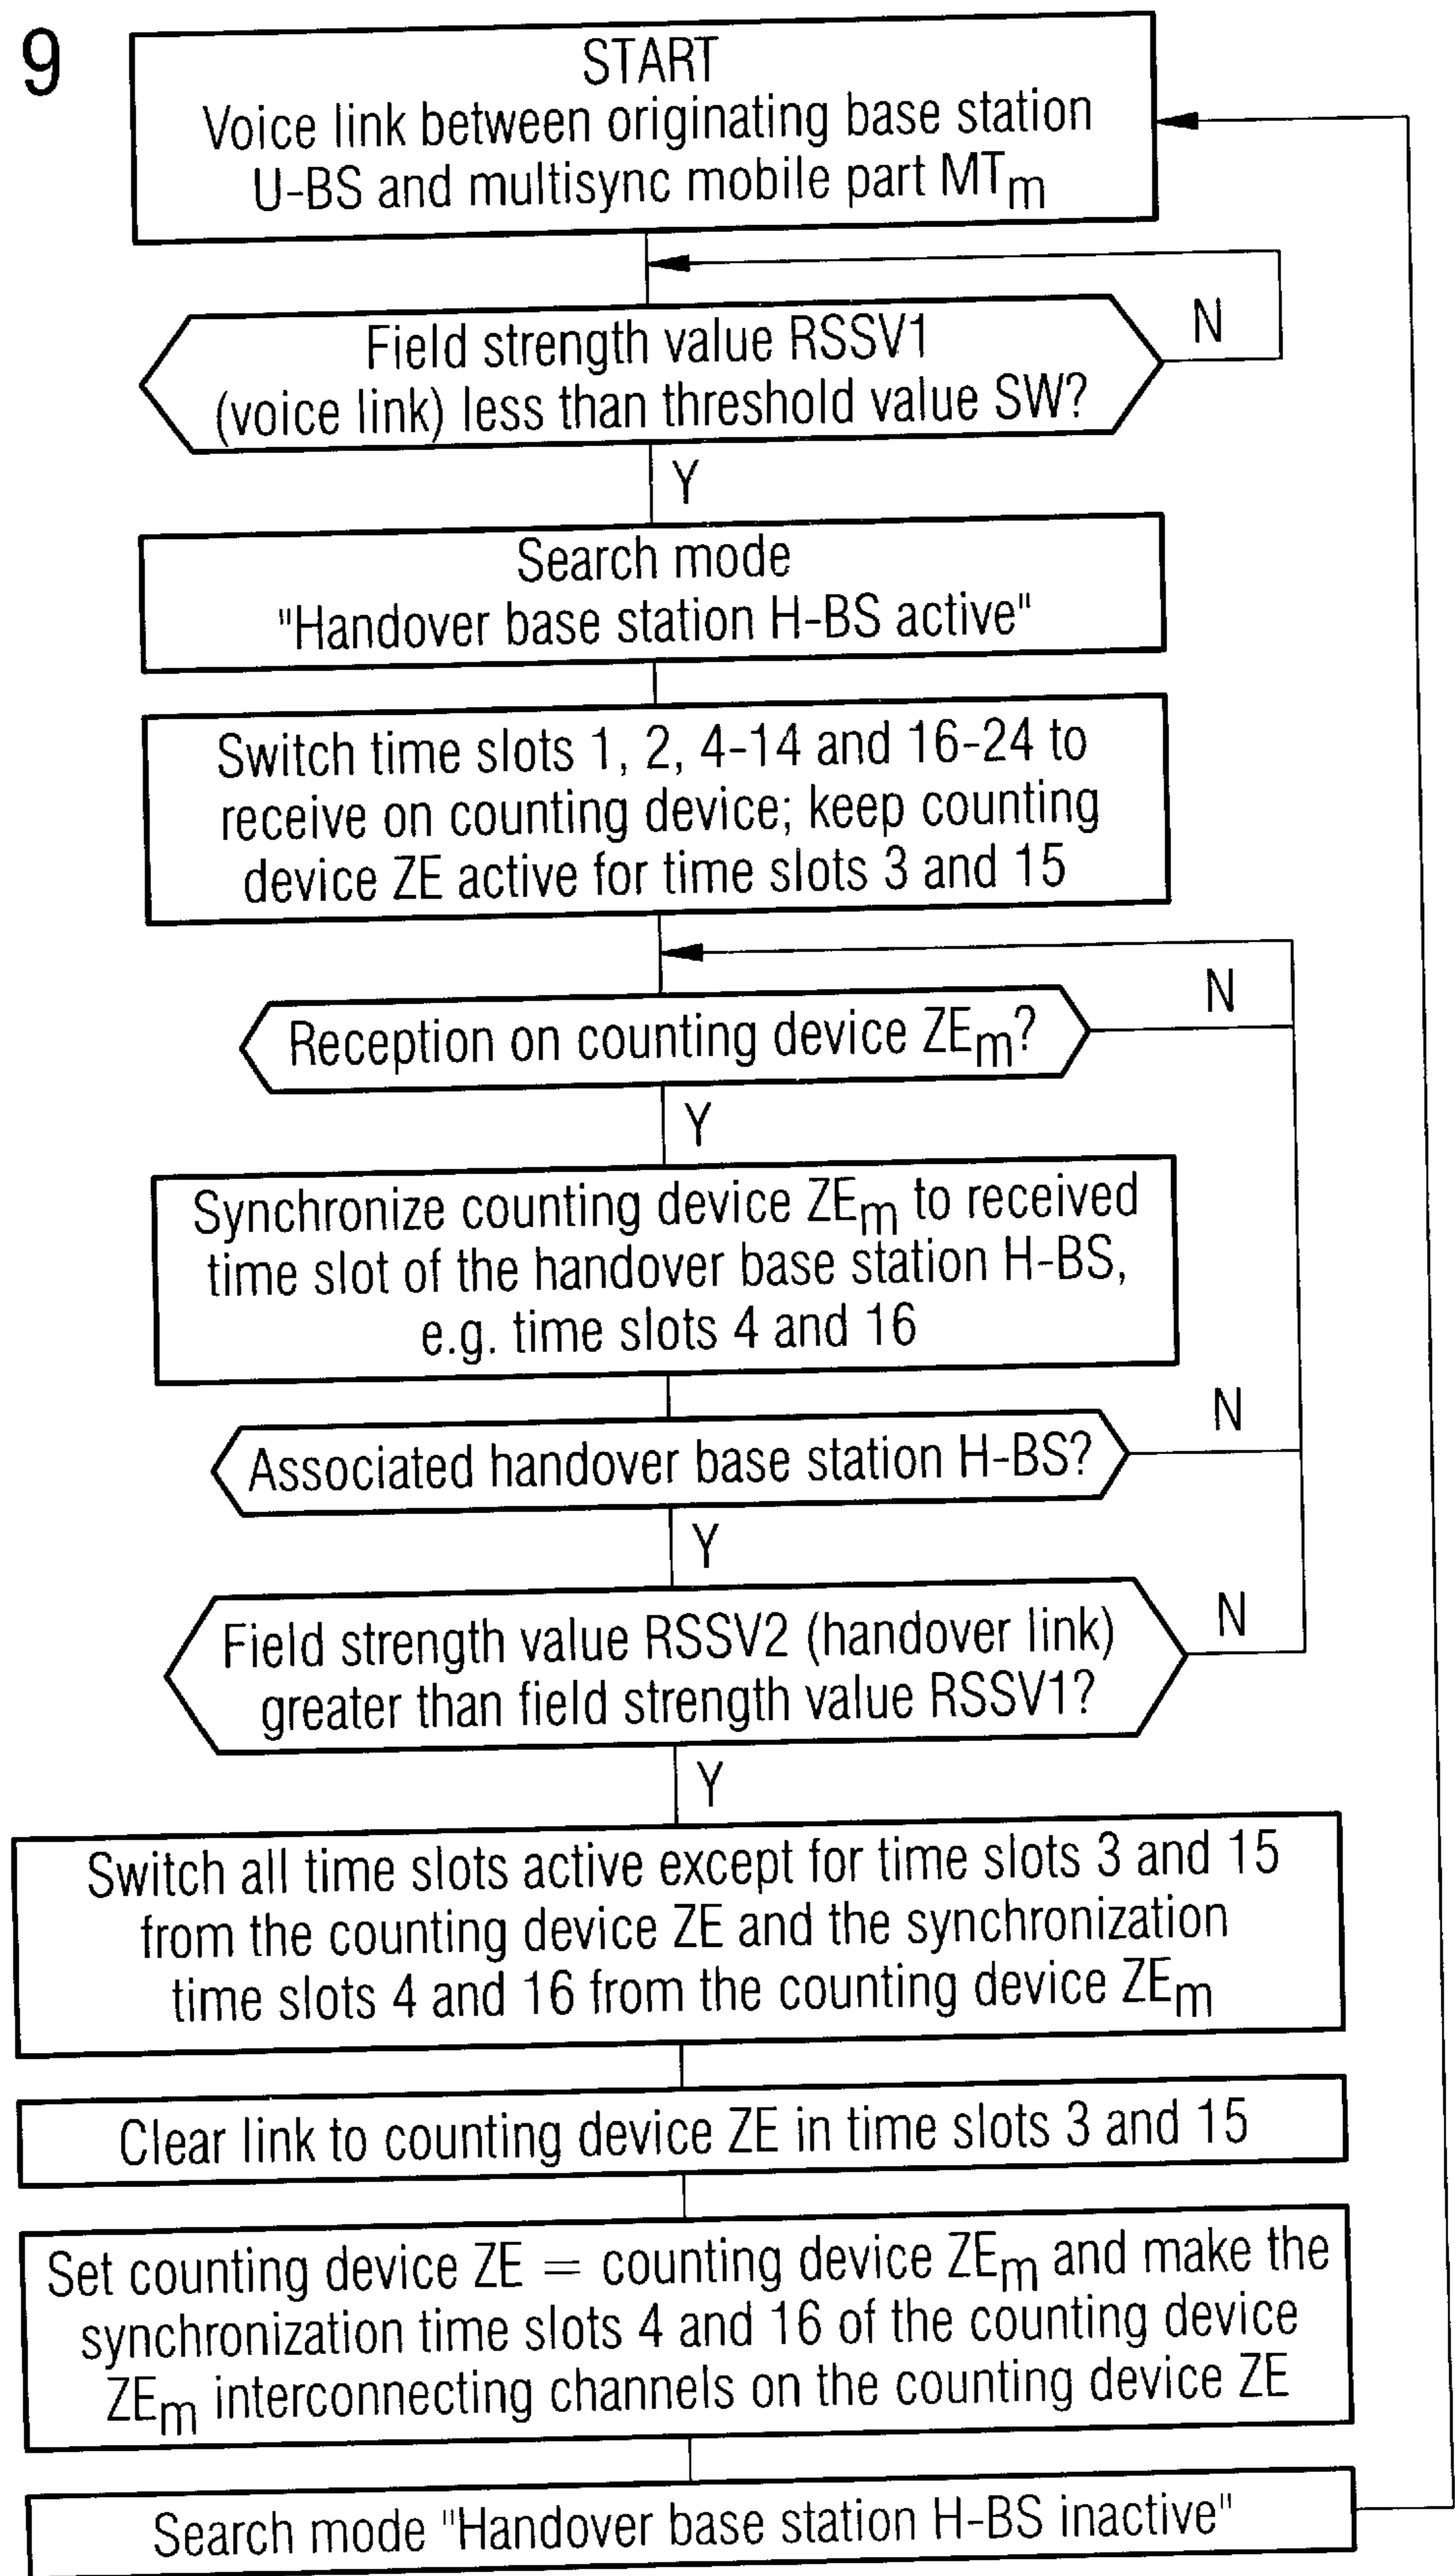 9
START
Voice link between originating base station
U-BS and multisync mobile part MTm
Field strength value RSSV1
(voice link) less than threshold value SW?
N
Y
Search mode
"Handover base station H-BS active"
Switch time slots 1, 2, 4-14 and 16-24 to
receive on counting device; keep counting
device ZE active for time slots 3 and 15
N
Reception on counting device ZEm?
Y
Synchronize counting device ZEm to received
time slot of the handover base station H-BS,
e.g. time slots 4 and 16
N
Associated handover base station H-BS?
Y
Field strength value RSSV2 (handover link)
greater than field strength value RSSV1?
N
Y
Switch all time slots active except for time slots 3 and 15
from the counting device ZE and the synchronization
time slots 4 and 16 from the counting device ZEm
Clear link to counting device ZE in time slots 3 and 15
Set counting device ZE = counting device ZEm and make the
synchronization time slots 4 and 16 of the counting device
ZEm interconnecting channels on the counting device ZE
Search mode "Handover base station H-BS inactive"